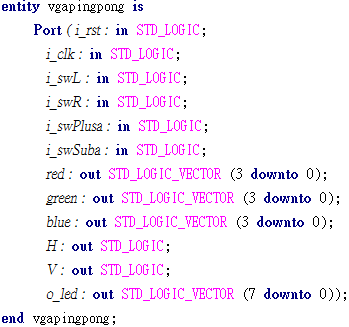 entity vgapingpong is
Port ( i_rst : in STD_LOGIC;
i_clk : in STD_LOGIC;
i_swL : in STD_LOGIC;
i_swR : in STD_LOGIC;
i_swPlusa : in STD_LOGIC;
i_swSuba : in STD_LOGIC;
red : out STD_LOGIC_VECTOR (3 downto 0);
green : out STD_LOGIC_VECTOR (3 downto 0);
blue : out STD_LOGIC_VECTOR (3 downto 0);
H : out STD_LOGIC;
V : out STD_LOGIC;
o_led : out STD_LOGIC_VECTOR (7 downto 0));
end vgapingpong;